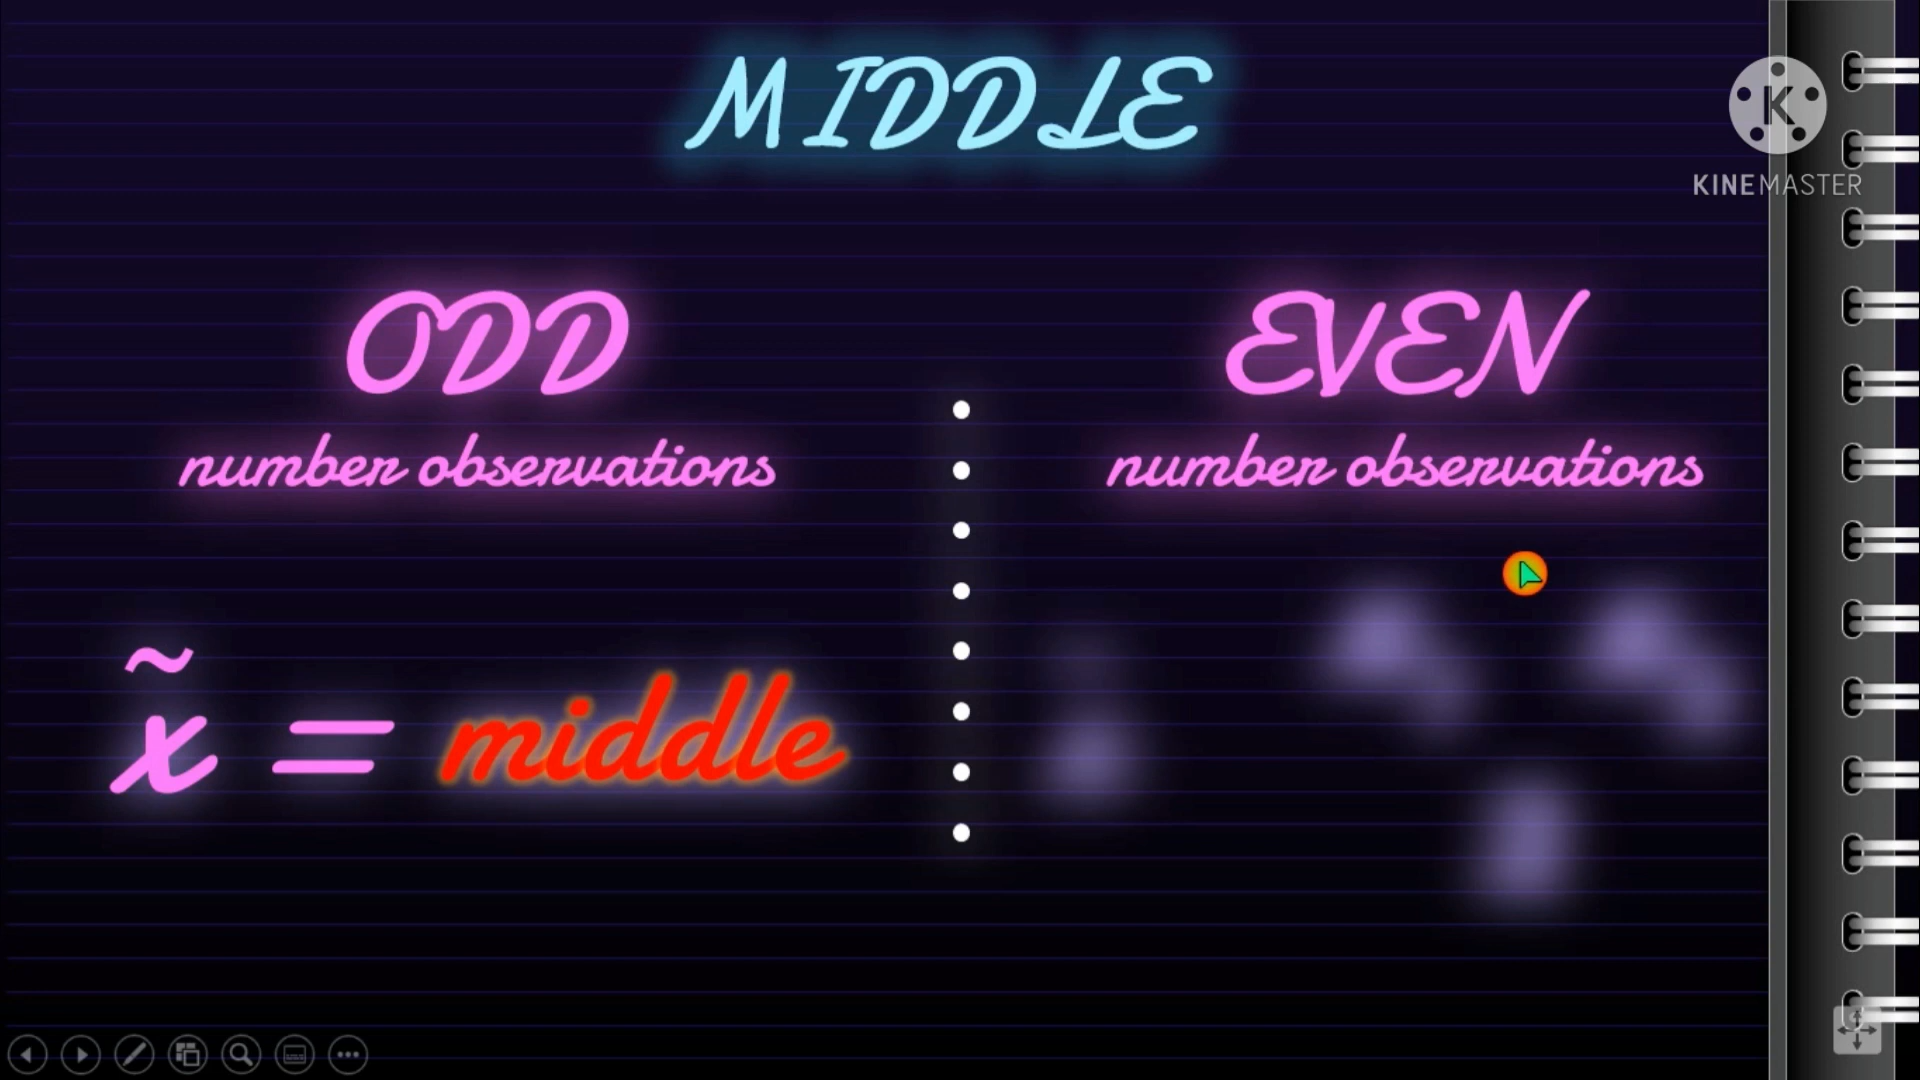 MIDDLE
KINEMASTER
ODD
number observations
x̃ = middle
EVEN
number observations